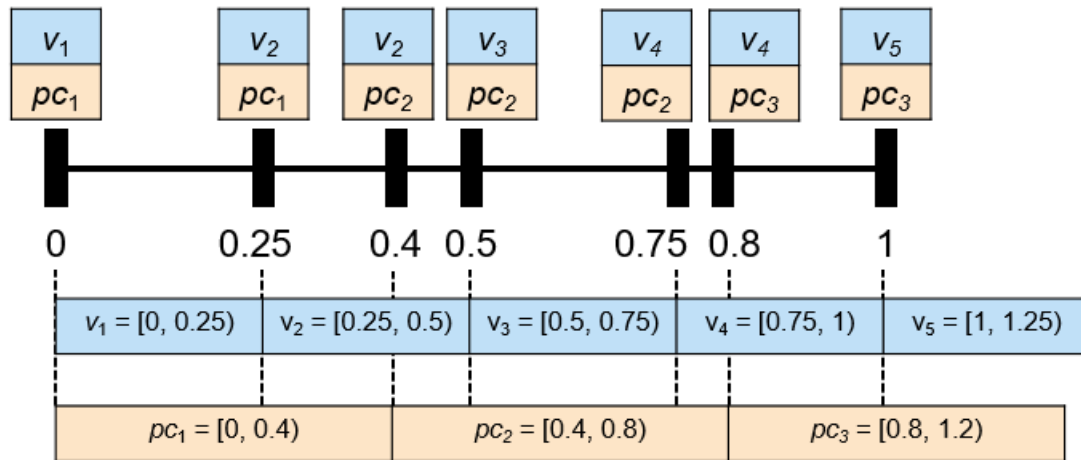 v₁ v₂ v₂ v₃ v₄ v₄ v₅
pc₁ pc₁ pc₂ pc₂ pc₂ pc₃ pc₃
0 0.25 0.4 0.5 0.75 0.8 1
v₁ = [0, 0.25) v₂ = [0.25, 0.5) v₃ = [0.5, 0.75) v₄ = [0.75, 1) v₅ = [1, 1.25)
pc₁ = [0, 0.4) pc₂ = [0.4, 0.8) pc₃ = [0.8, 1.2)